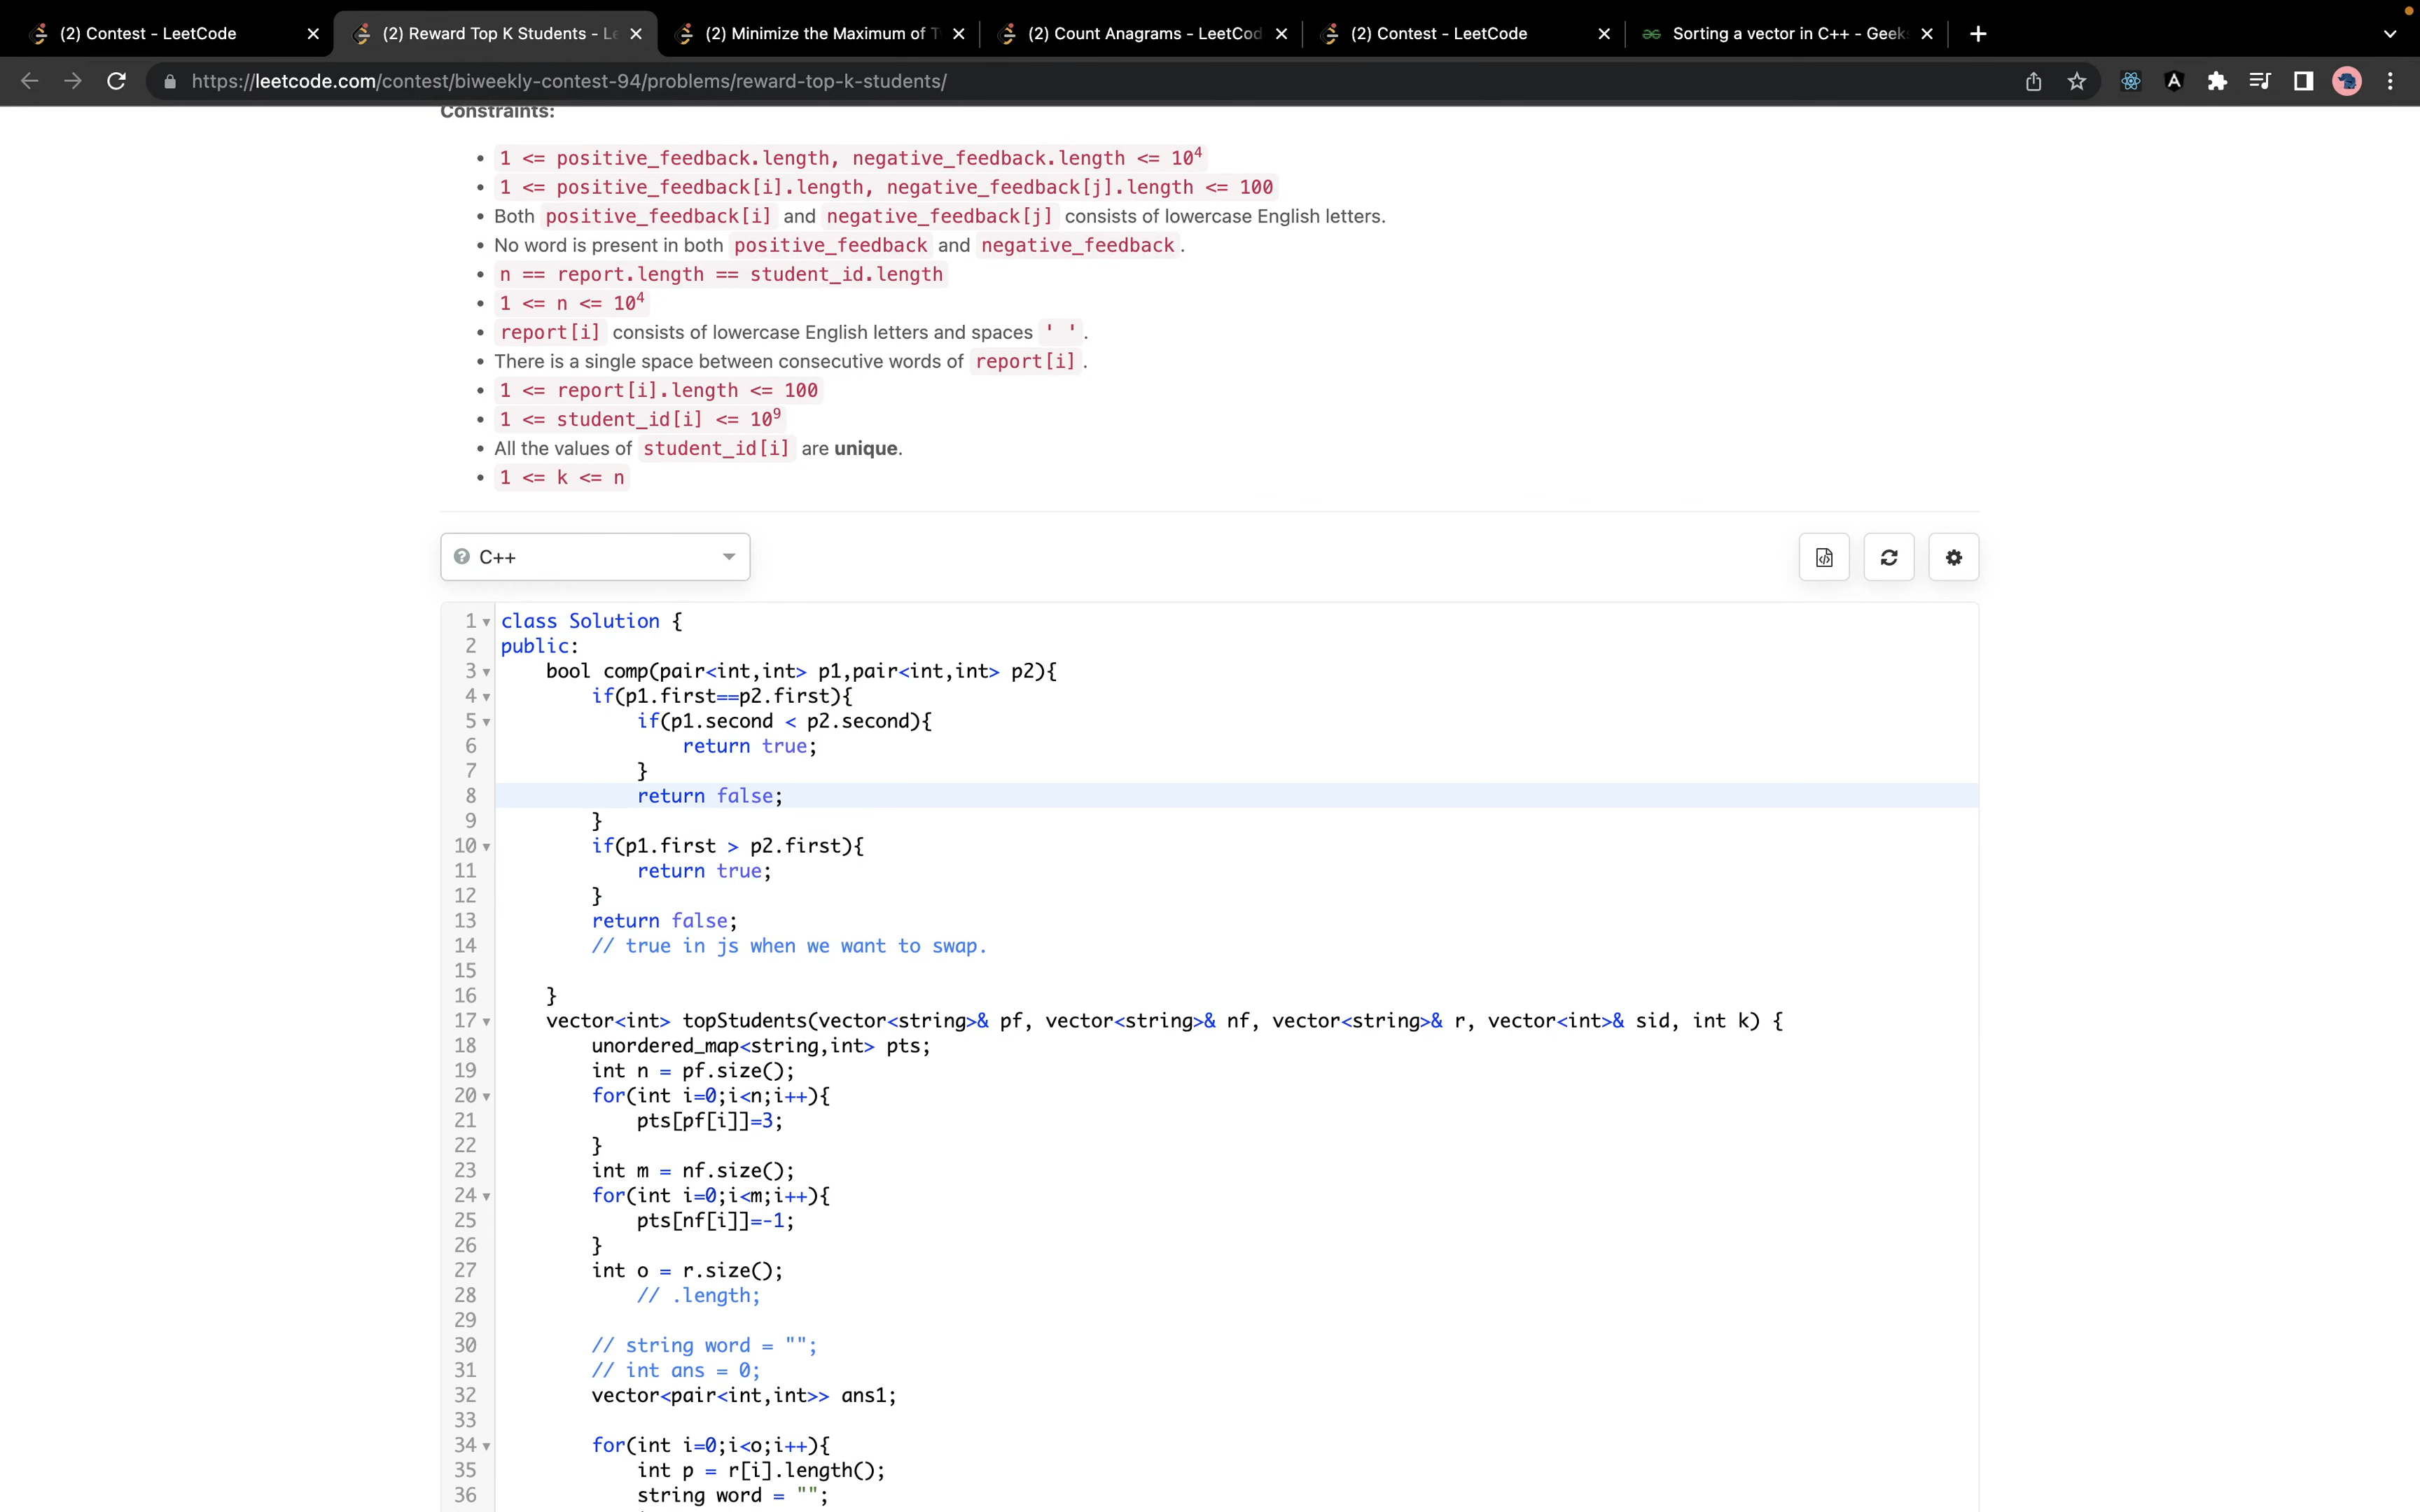 (2) Contest - LeetCode
(2) Reward Top K Students - Le
(2) Minimize the Maximum of T
(2) Count Anagrams - LeetCod
(2) Contest - LeetCode
Sorting a vector in C++ - Geek
https://leetcode.com/contest/biweekly-contest-94/problems/reward-top-k-students/
Constraints:
• 1 <= positive_feedback.length, negative_feedback.length <= 10⁴
• 1 <= positive_feedback[i].length, negative_feedback[j].length <= 100
• Both positive_feedback[i] and negative_feedback[j] consists of lowercase English letters.
• No word is present in both positive_feedback and negative_feedback.
• n == report.length == student_id.length
• 1 <= n <= 10⁴
• report[i] consists of lowercase English letters and spaces ' '.
• There is a single space between consecutive words of report[i].
• 1 <= report[i].length <= 100
• 1 <= student_id[i] <= 10⁹
• All the values of student_id[i] are unique.
• 1 <= k <= n
C++
1 class Solution {
2 public:
3     bool comp(pair<int,int> p1,pair<int,int> p2){
4         if(p1.first==p2.first){
5             if(p1.second < p2.second){
6                 return true;
7             }
8             return false;
9         }
10         if(p1.first > p2.first){
11             return true;
12         }
13         return false;
14         // true in js when we want to swap.
15
16     }
17     vector<int> topStudents(vector<string>& pf, vector<string>& nf, vector<string>& r, vector<int>& sid, int k) {
18         unordered_map<string,int> pts;
19         int n = pf.size();
20         for(int i=0;i<n;i++){
21             pts[pf[i]]=3;
22         }
23         int m = nf.size();
24         for(int i=0;i<m;i++){
25             pts[nf[i]]=-1;
26         }
27         int o = r.size();
28             // .length;
29
30         // string word = "";
31         // int ans = 0;
32         vector<pair<int,int>> ans1;
33
34         for(int i=0;i<o;i++){
35             int p = r[i].length();
36             string word = "";